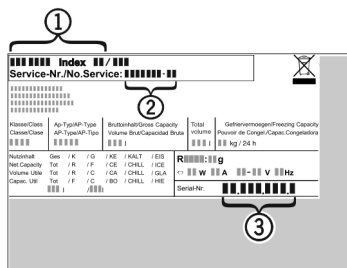 1
Index /
Service-Nr./No.Service: -
2
Klasse/Class Ap-Typ/AP-Type Bruttoinhalt/Gross Capacity Total Gefriervermoegen/Freezing Capacity
Classe/Clase AP-Type/AP-Tipo Volume Brut/Capacidad Bruta volume Pouvoir de Congel./Capac.Congeladora
l l kg / 24 h
Nutzinhalt Ges / K / G / KE / KALT / EIS
Net Capacity Tot / R / F / CE / CHILL / ICE
Volume Utile Tot / R / C / CA / CHILL / GLA
Capac. Util Tot / F / C / BO / CHILL / HIE
l / l
R : g
W A - V Hz
Serial-Nr. . . .
3